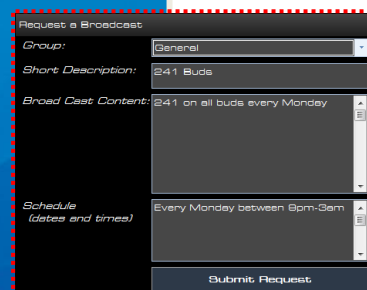 Request a Broadcast
Group:
General
Short Description:
241 Buds
Broad Cast Content:
241 on all buds every Monday
Schedule
(dates and times)
Every Monday between 9pm-3am
Submit Request